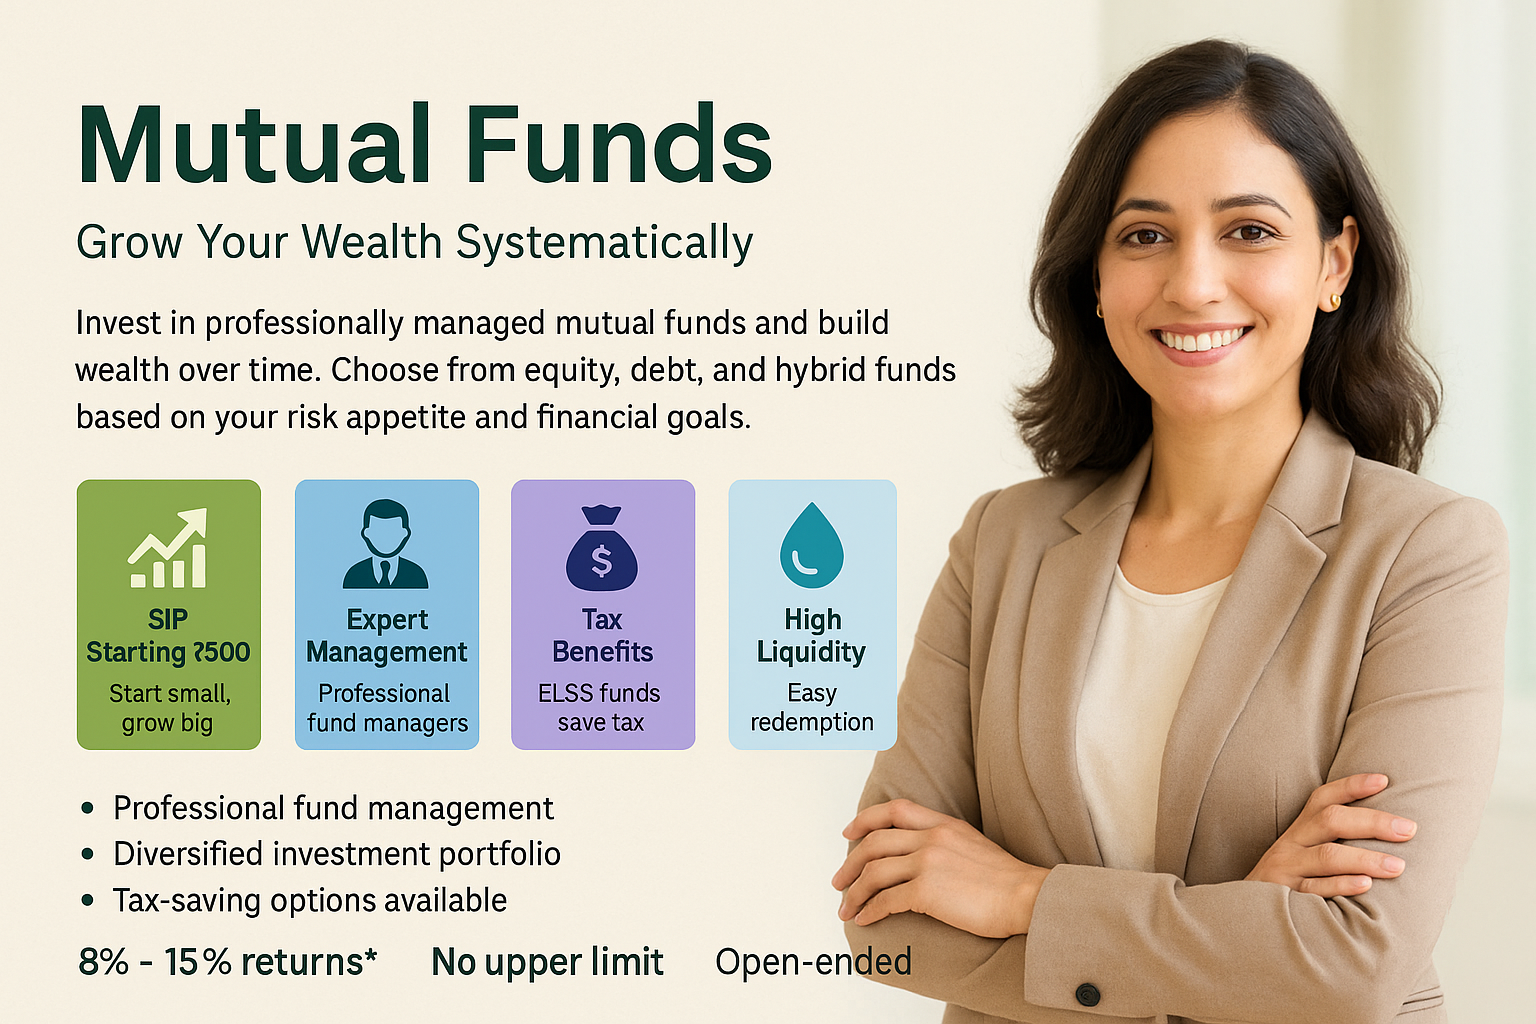 Mutual Funds
Grow Your Wealth Systematically
Invest in professionally managed mutual funds and build
wealth over time. Choose from equity, debt, and hybrid funds
based on your risk appetite and financial goals.
SIP
Starting ?500
Start small,
grow big
Expert
Management
Professional
fund managers
$
Tax
Benefits
ELSS funds
save tax
High
Liquidity
Easy
redemption
• Professional fund management
• Diversified investment portfolio
• Tax-saving options available
8% - 15% returns* No upper limit Open-ended